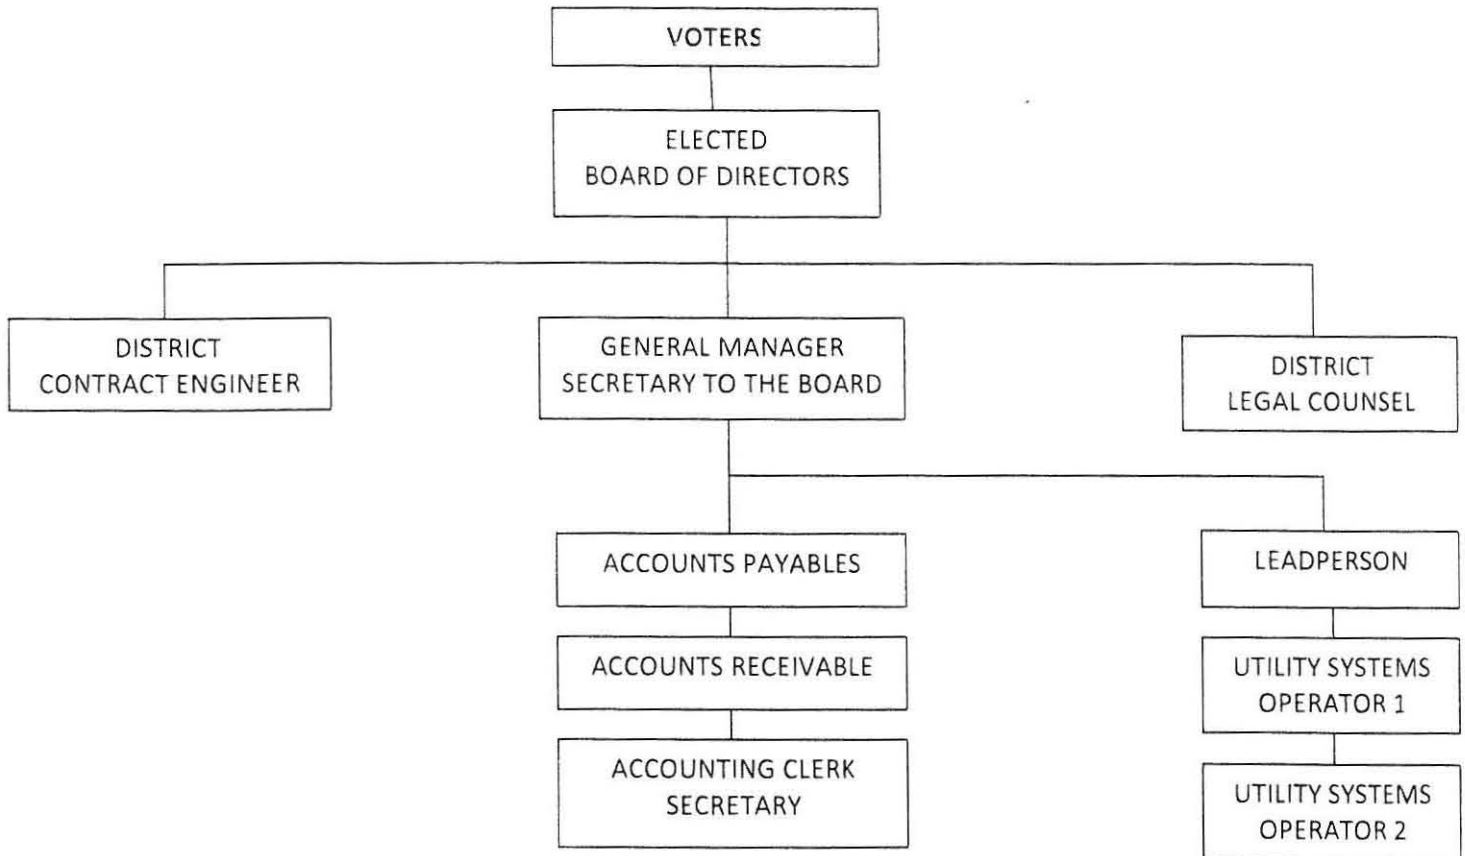 VOTERS
ELECTED
BOARD OF DIRECTORS
DISTRICT
CONTRACT ENGINEER
GENERAL MANAGER
SECRETARY TO THE BOARD
DISTRICT
LEGAL COUNSEL
ACCOUNTS PAYABLES
LEADPERSON
ACCOUNTS RECEIVABLE
UTILITY SYSTEMS
OPERATOR 1
ACCOUNTING CLERK
SECRETARY
UTILITY SYSTEMS
OPERATOR 2